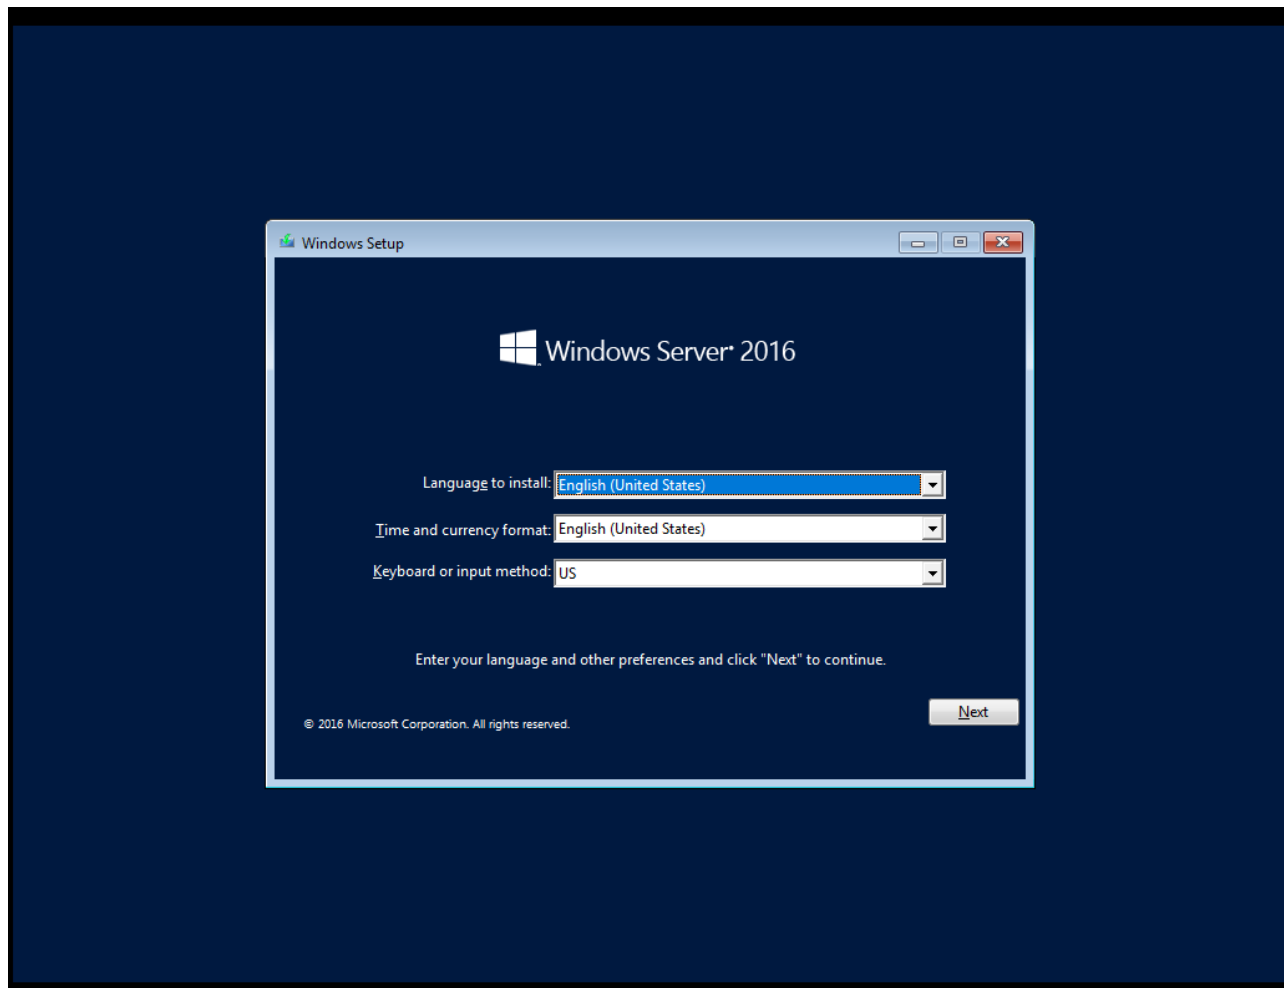 Windows Setup
Windows Server® 2016
Language to install: English (United States)
Time and currency format: English (United States)
Keyboard or input method: US
Enter your language and other preferences and click "Next" to continue.
Next
© 2016 Microsoft Corporation. All rights reserved.